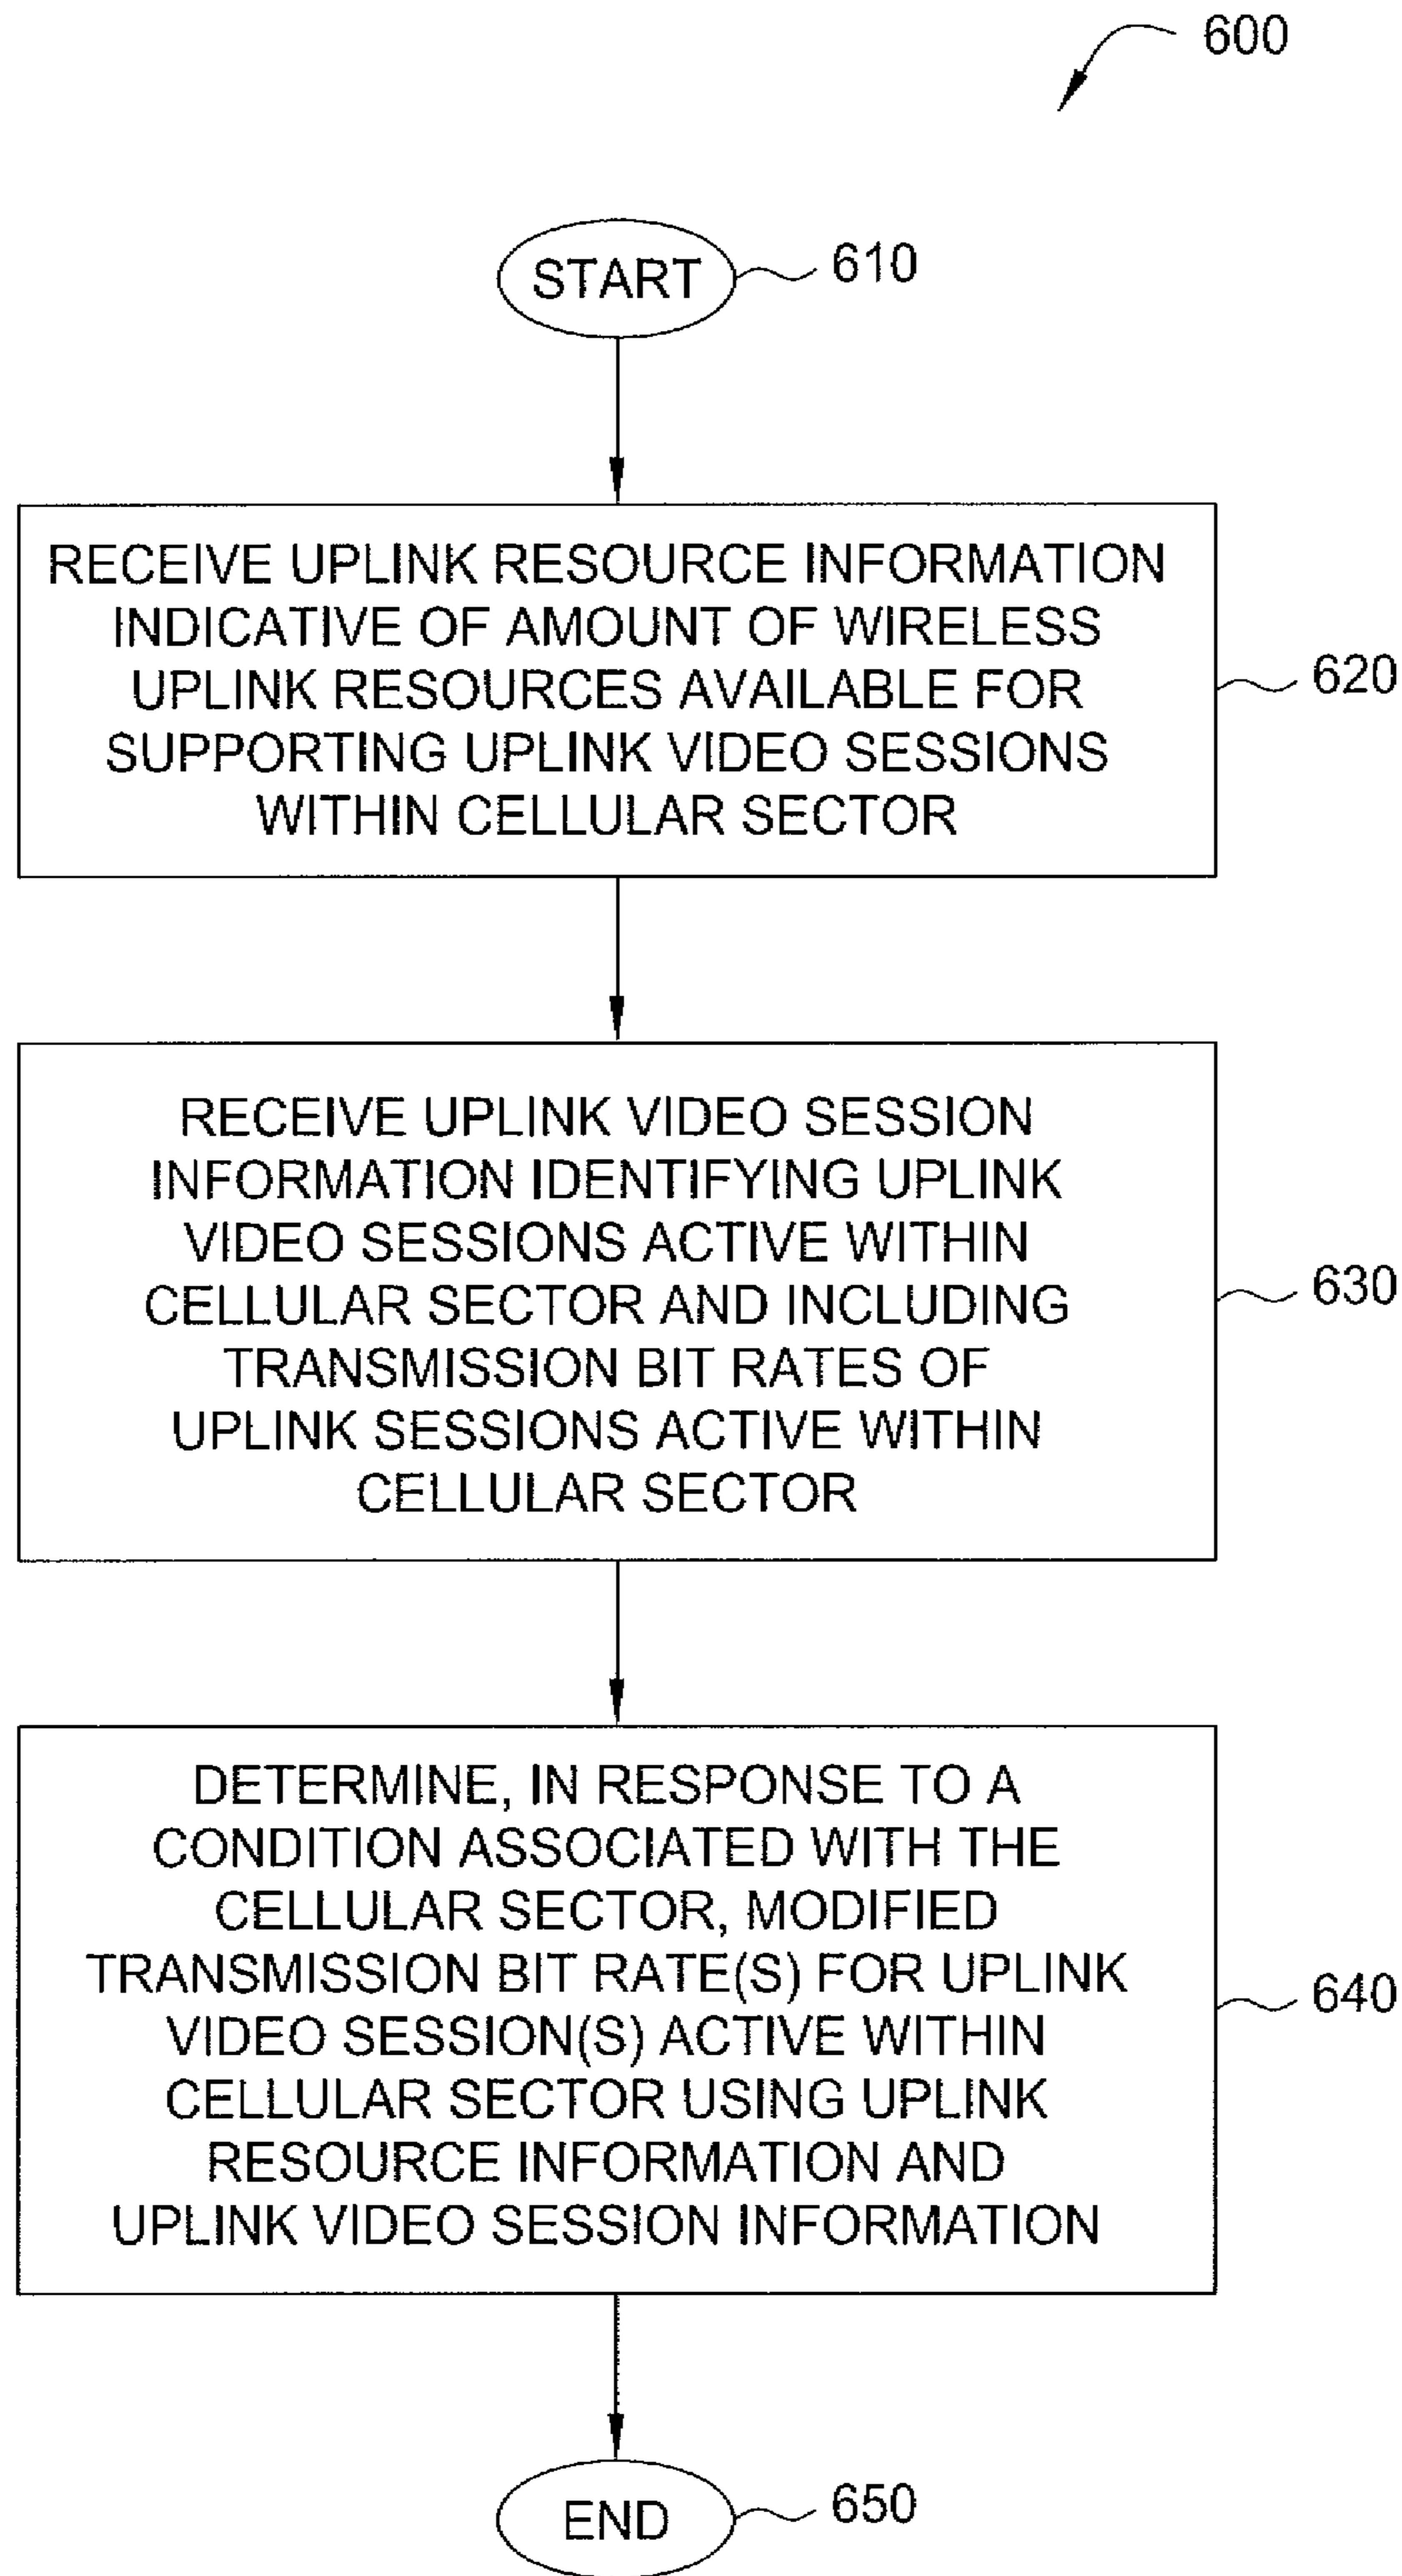 600
START
610
RECEIVE UPLINK RESOURCE INFORMATION
INDICATIVE OF AMOUNT OF WIRELESS
UPLINK RESOURCES AVAILABLE FOR
SUPPORTING UPLINK VIDEO SESSIONS
WITHIN CELLULAR SECTOR
620
RECEIVE UPLINK VIDEO SESSION
INFORMATION IDENTIFYING UPLINK
VIDEO SESSIONS ACTIVE WITHIN
CELLULAR SECTOR AND INCLUDING
TRANSMISSION BIT RATES OF
UPLINK SESSIONS ACTIVE WITHIN
CELLULAR SECTOR
630
DETERMINE, IN RESPONSE TO A
CONDITION ASSOCIATED WITH THE
CELLULAR SECTOR, MODIFIED
TRANSMISSION BIT RATE(S) FOR UPLINK
VIDEO SESSION(S) ACTIVE WITHIN
CELLULAR SECTOR USING UPLINK
RESOURCE INFORMATION AND
UPLINK VIDEO SESSION INFORMATION
640
END
650